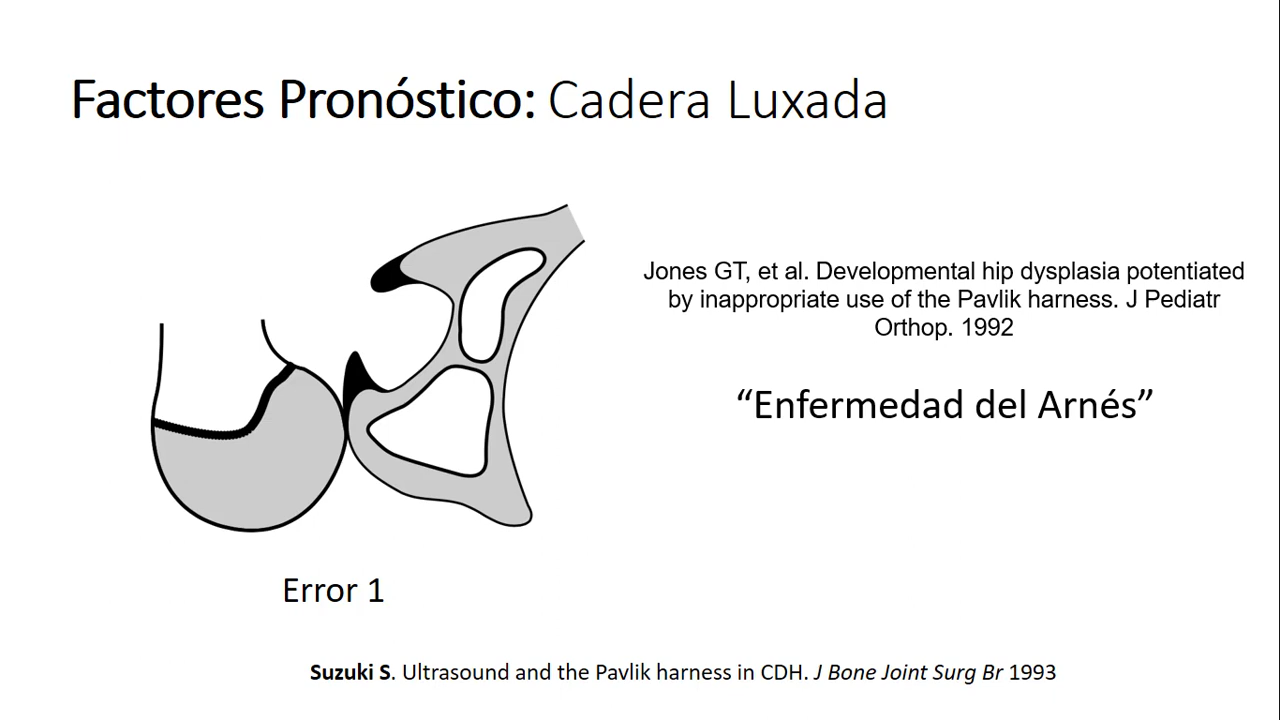 Factores Pronóstico: Cadera Luxada
Jones GT, et al. Developmental hip dysplasia potentiated
by inappropriate use of the Pavlik harness. J Pediatr
Orthop. 1992
“Enfermedad del Arnés”
Error 1
Suzuki S. Ultrasound and the Pavlik harness in CDH. J Bone Joint Surg Br 1993